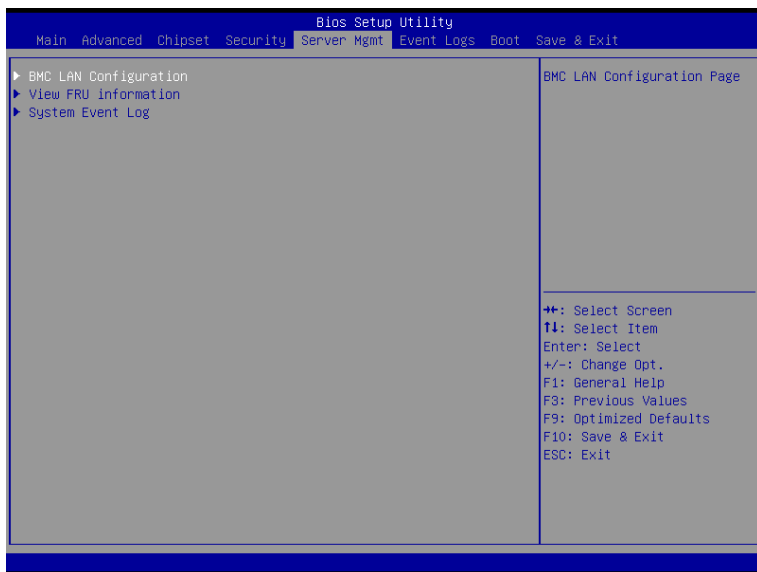 Bios Setup Utility
Main Advanced Chipset Security Server Mgmt Event Logs Boot Save & Exit
BMC LAN Configuration
View FRU information
System Event Log
BMC LAN Configuration Page
→←: Select Screen
↑↓: Select Item
Enter: Select
+/-: Change Opt.
F1: General Help
F3: Previous Values
F9: Optimized Defaults
F10: Save & Exit
ESC: Exit